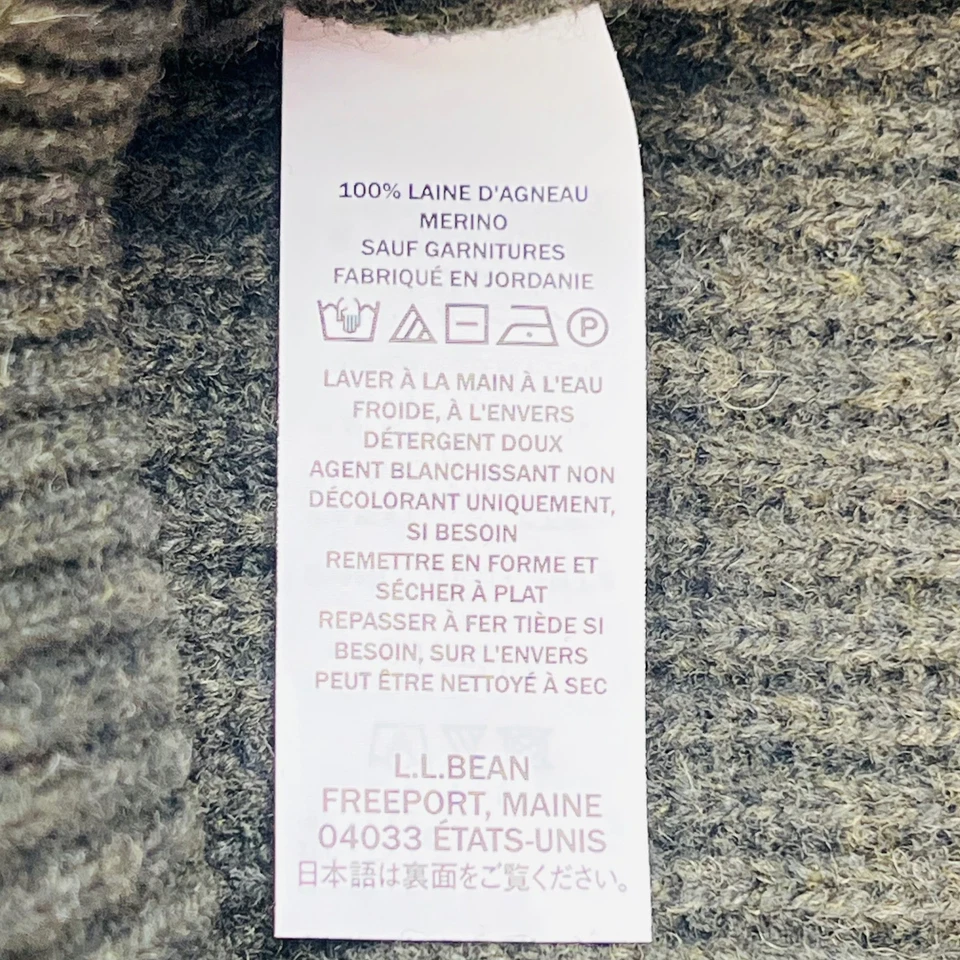 100% LAINE D'AGNEAU
MERINO
SAUF GARNITURES
FABRIQUÉ EN JORDANIE
P
LAVER À LA MAIN À L'EAU
FROIDE, À L'ENVERS
DÉTERGENT DOUX
AGENT BLANCHISSANT NON
DÉCOLORANT UNIQUEMENT,
SI BESOIN
REMETTRE EN FORME ET
SÉCHER À PLAT
REPASSER À FER TIÈDE SI
BESOIN, SUR L'ENVERS
PEUT ÊTRE NETTOYÉ À SEC
L.L.BEAN
FREEPORT, MAINE
04033 ÉTATS-UNIS
日本語は裏面をご覧ください。